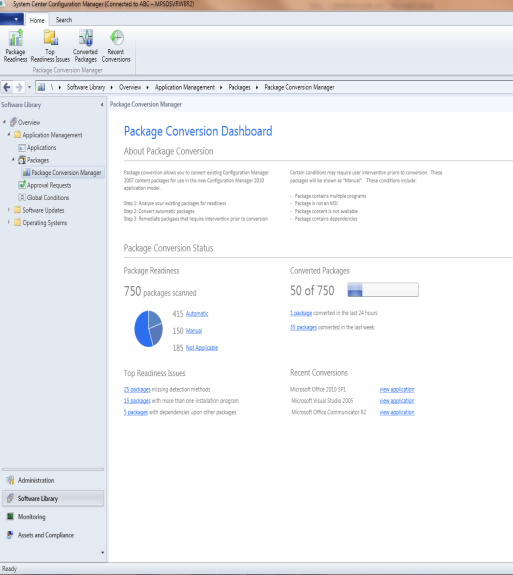 System Center Configuration Manager (Connected to ABC – MPSDSVRW8R2)
Home Search
Package Readiness
Top Readiness Issues
Converted Packages
Recent Conversions
Package Conversion Manager
\ Software Library Overview Application Management Packages Package Conversion Manager
Software Library
Overview
Application Management
Applications
Packages
Package Conversion Manager
Approval Requests
Global Conditions
Software Updates
Operating Systems
Administration
Software Library
Monitoring
Assets and Compliance
Package Conversion Manager
Package Conversion Dashboard
About Package Conversion
Package conversion allows you to convert existing Configuration Manager
2007 content packages for use in the new Configuration Manager 2010
application model.
Step 1: Analyze your existing packages for readiness
Step 2: Convert automatic packages
Step 3: Remediate packages that require intervention prior to conversion
Certain conditions may require user intervention prior to conversion. These
packages will be shown as "Manual". These conditions include:
- Package contains multiple programs
- Package is not an MSI
- Package content is not available
- Package contains dependencies
Package Conversion Status
Package Readiness
750 packages scanned
415 Automatic
150 Manual
185 Not Applicable
Converted Packages
50 of 750
1 package converted in the last 24 hours
35 packages converted in the last week
Top Readiness Issues
25 packages missing detection methods
15 packages with more than one installation program
5 packages with dependencies upon other packages
Recent Conversions
Microsoft Office 2010 SP1 view application
Microsoft Visual Studio 2005 view application
Microsoft Office Communicator R2 view application
Ready